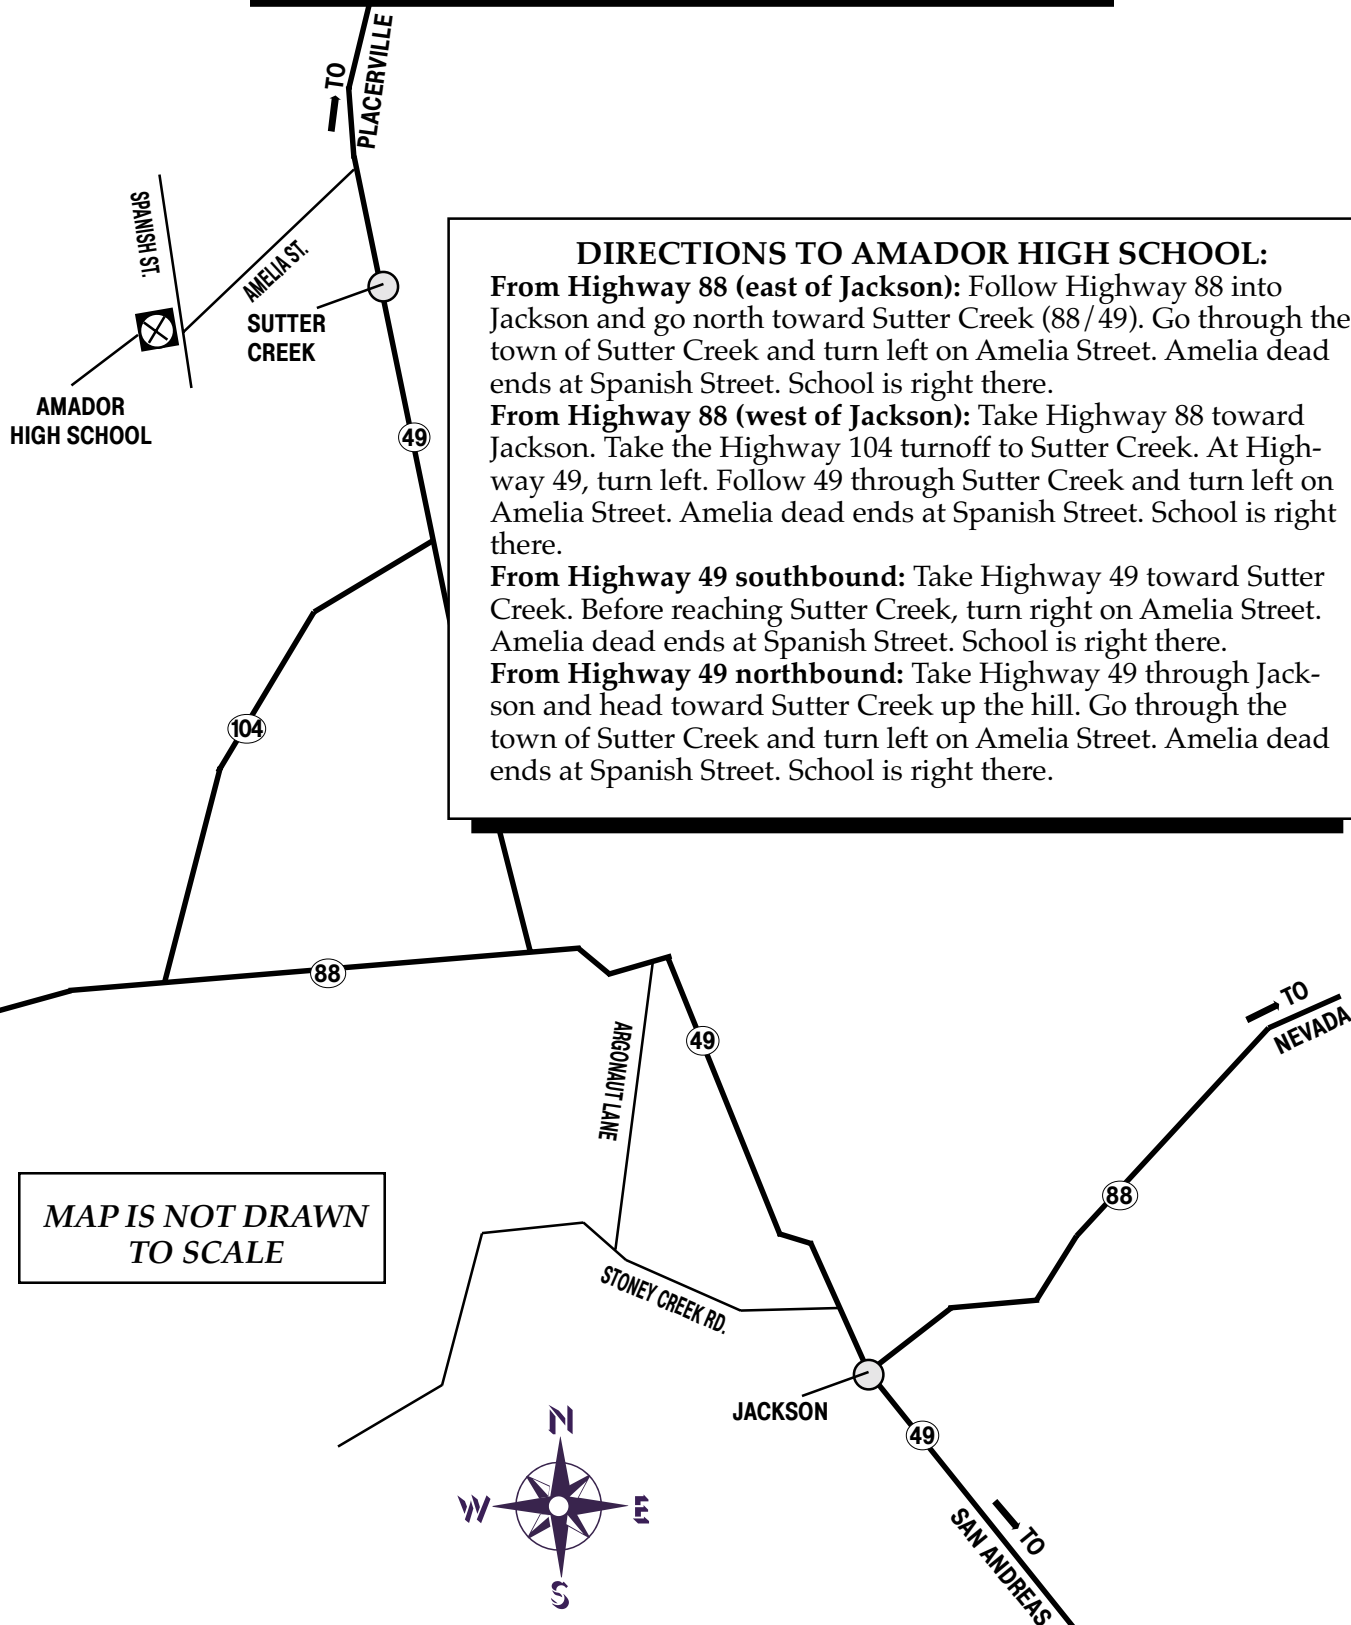 TO
PLACERVILLE
SPANISH ST.
AMELIA ST.
SUTTER
CREEK
AMADOR
HIGH SCHOOL
49
DIRECTIONS TO AMADOR HIGH SCHOOL:
From Highway 88 (east of Jackson): Follow Highway 88 into
Jackson and go north toward Sutter Creek (88/49). Go through the
town of Sutter Creek and turn left on Amelia Street. Amelia dead
ends at Spanish Street. School is right there.
From Highway 88 (west of Jackson): Take Highway 88 toward
Jackson. Take the Highway 104 turnoff to Sutter Creek. At High-
way 49, turn left. Follow 49 through Sutter Creek and turn left on
Amelia Street. Amelia dead ends at Spanish Street. School is right
there.
From Highway 49 southbound: Take Highway 49 toward Sutter
Creek. Before reaching Sutter Creek, turn right on Amelia Street.
Amelia dead ends at Spanish Street. School is right there.
From Highway 49 northbound: Take Highway 49 through Jack-
son and head toward Sutter Creek up the hill. Go through the
town of Sutter Creek and turn left on Amelia Street. Amelia dead
ends at Spanish Street. School is right there.
104
88
49
ARGONAUT LANE
TO
NEVADA
88
MAP IS NOT DRAWN
TO SCALE
STONEY CREEK RD.
JACKSON
49
TO
SAN ANDREAS
N
W
E
S